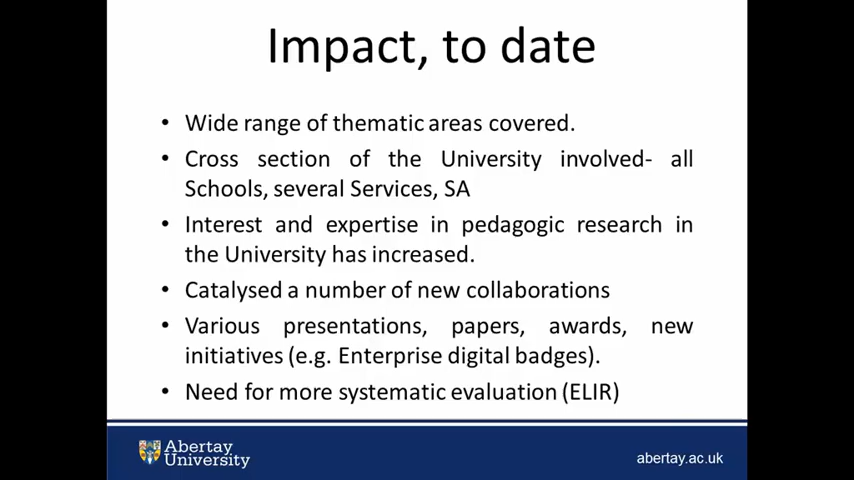 Impact, to date
• Wide range of thematic areas covered.
• Cross section of the University involved- all
Schools, several Services, SA
• Interest and expertise in pedagogic research in
the University has increased.
• Catalysed a number of new collaborations
• Various presentations, papers, awards, new
initiatives (e.g. Enterprise digital badges).
• Need for more systematic evaluation (ELIR)
Abertay
University
abertay.ac.uk